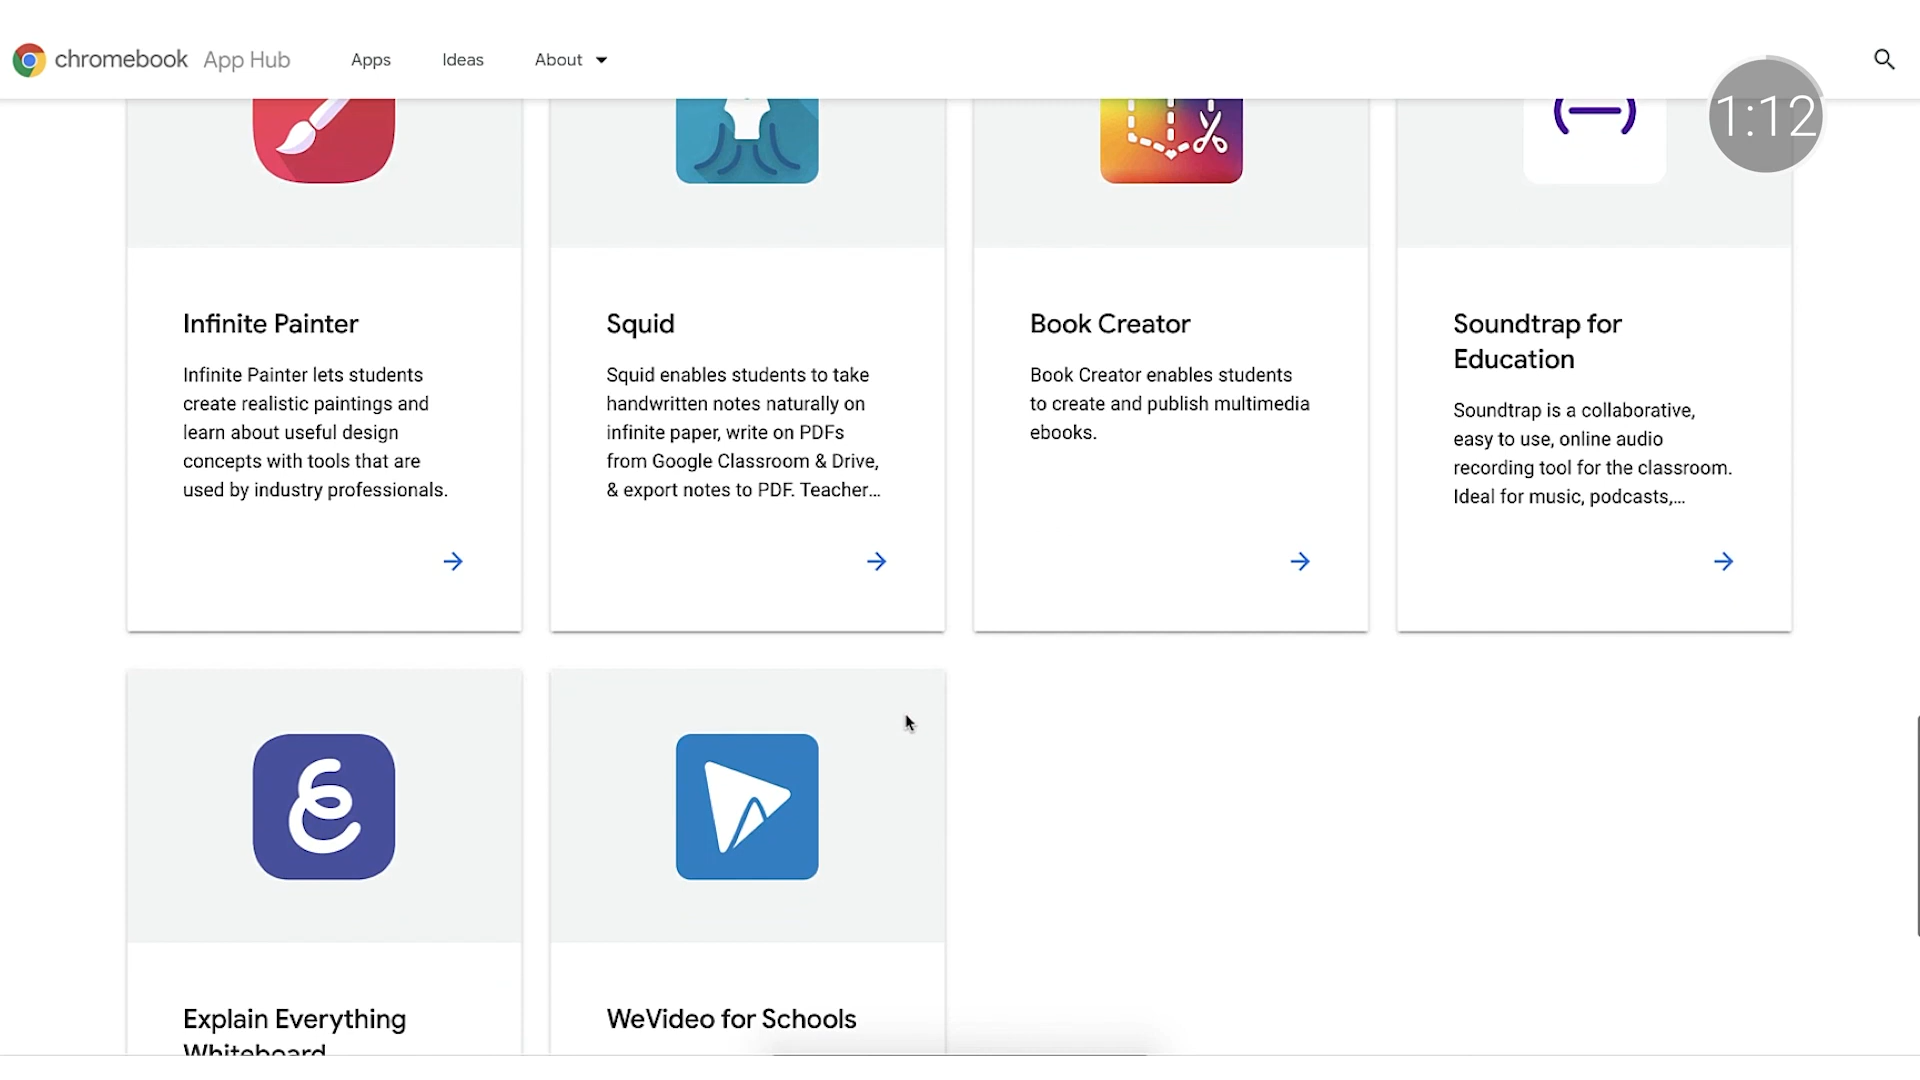 chromebook App Hub Apps Ideas About
1:12
Infinite Painter
Infinite Painter lets students
create realistic paintings and
learn about useful design
concepts with tools that are
used by industry professionals.
Squid
Squid enables students to take
handwritten notes naturally on
infinite paper, write on PDFs
from Google Classroom & Drive,
& export notes to PDF. Teacher...
Book Creator
Book Creator enables students
to create and publish multimedia
ebooks.
Soundtrap for
Education
Soundtrap is a collaborative,
easy to use, online audio
recording tool for the classroom.
Ideal for music, podcasts,...
Explain Everything
Whiteboard
WeVideo for Schools